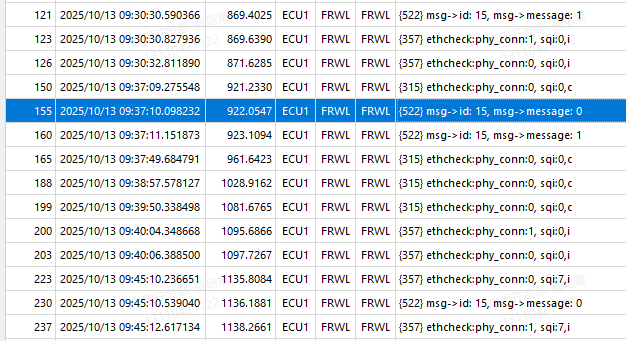 121 2025/10/13 09:30:30.590366 869.4025 ECU1 FRWL FRWL {522} msg->id: 15, msg->message: 1
123 2025/10/13 09:30:30.827936 869.6390 ECU1 FRWL FRWL {357} ethcheck:phy_conn:1, sqi:0,i
126 2025/10/13 09:30:32.811890 871.6285 ECU1 FRWL FRWL {357} ethcheck:phy_conn:0, sqi:0,i
150 2025/10/13 09:37:09.275548 921.2330 ECU1 FRWL FRWL {315} ethcheck:phy_conn:0, sqi:0,c
155 2025/10/13 09:37:10.098232 922.0547 ECU1 FRWL FRWL {522} msg->id: 15, msg->message: 0
160 2025/10/13 09:37:11.151873 923.1094 ECU1 FRWL FRWL {522} msg->id: 15, msg->message: 1
165 2025/10/13 09:37:49.684791 961.6423 ECU1 FRWL FRWL {315} ethcheck:phy_conn:0, sqi:0,c
188 2025/10/13 09:38:57.578127 1028.9162 ECU1 FRWL FRWL {315} ethcheck:phy_conn:0, sqi:0,c
199 2025/10/13 09:39:50.338498 1081.6765 ECU1 FRWL FRWL {315} ethcheck:phy_conn:0, sqi:0,c
200 2025/10/13 09:40:04.348668 1095.6866 ECU1 FRWL FRWL {357} ethcheck:phy_conn:1, sqi:0,i
203 2025/10/13 09:40:06.388500 1097.7267 ECU1 FRWL FRWL {357} ethcheck:phy_conn:0, sqi:0,i
223 2025/10/13 09:45:10.236651 1135.8084 ECU1 FRWL FRWL {357} ethcheck:phy_conn:0, sqi:7,i
230 2025/10/13 09:45:10.539040 1136.1881 ECU1 FRWL FRWL {522} msg->id: 15, msg->message: 0
237 2025/10/13 09:45:12.617134 1138.2661 ECU1 FRWL FRWL {357} ethcheck:phy_conn:1, sqi:7,i